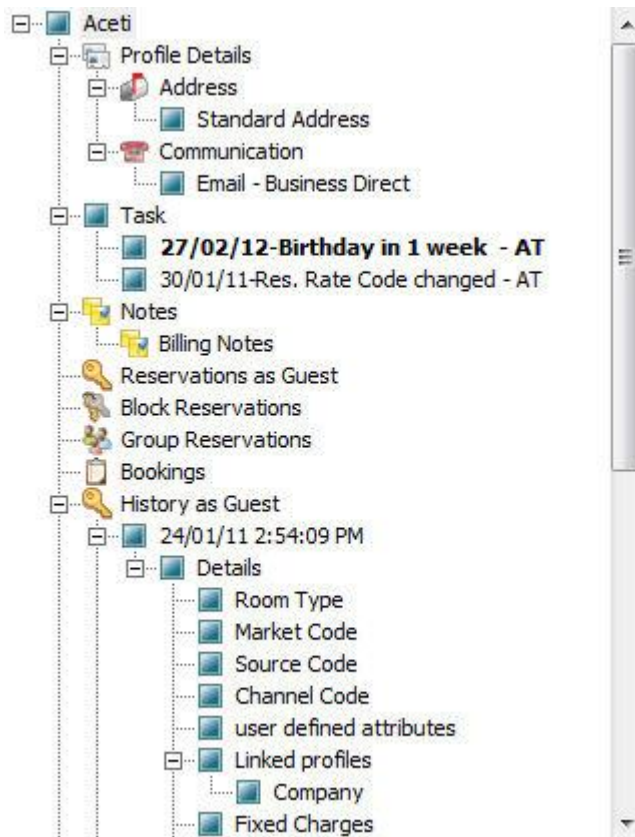 Aceti
Profile Details
Address
Standard Address
Communication
Email - Business Direct
Task
27/02/12-Birthday in 1 week - AT
30/01/11-Res. Rate Code changed - AT
Notes
Billing Notes
Reservations as Guest
Block Reservations
Group Reservations
Bookings
History as Guest
24/01/11 2:54:09 PM
Details
Room Type
Market Code
Source Code
Channel Code
user defined attributes
Linked profiles
Company
Fixed Charges